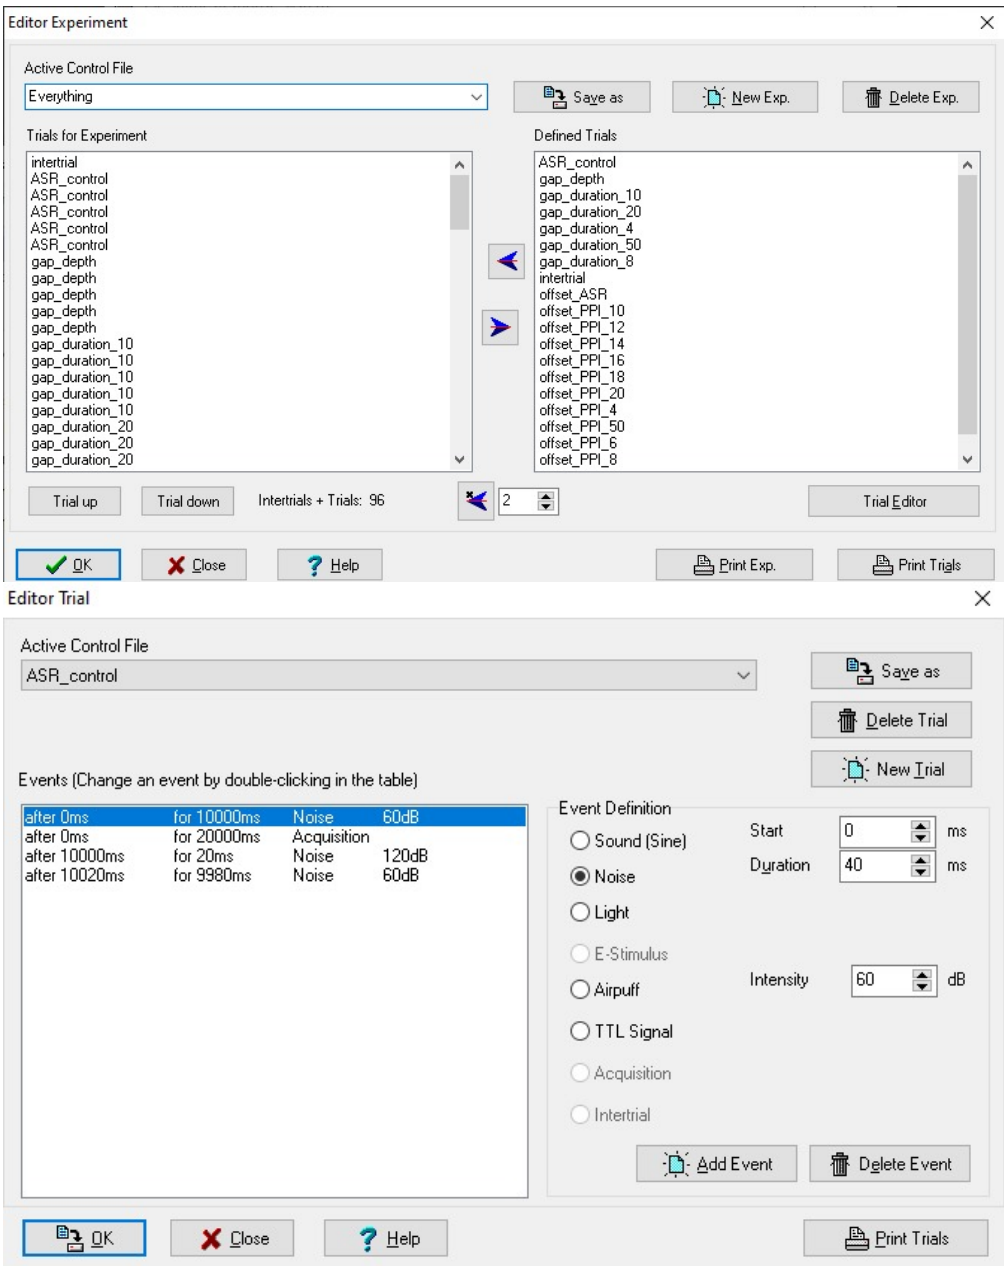 Editor Experiment
Active Control File
Everything
Save as
New Exp.
Delete Exp.
Trials for Experiment
intertrial
ASR_control
ASR_control
ASR_control
ASR_control
ASR_control
gap_depth
gap_depth
gap_depth
gap_depth
gap_depth
gap_duration_10
gap_duration_10
gap_duration_10
gap_duration_10
gap_duration_10
gap_duration_20
gap_duration_20
gap_duration_20
Defined Trials
ASR_control
gap_depth
gap_duration_10
gap_duration_20
gap_duration_4
gap_duration_50
gap_duration_8
intertrial
offset_ASR
offset_PPI_10
offset_PPI_12
offset_PPI_14
offset_PPI_16
offset_PPI_18
offset_PPI_20
offset_PPI_4
offset_PPI_50
offset_PPI_6
offset_PPI_8
Trial up
Trial down
Intertrials + Trials: 96
2
Trial Editor
OK
Close
Help
Print Exp.
Print Trials
Editor Trial
Active Control File
ASR_control
Save as
Delete Trial
New Trial
Events (Change an event by double-clicking in the table)
after 0ms for 10000ms Noise 60dB
after 0ms for 20000ms Acquisition
after 10000ms for 20ms Noise 120dB
after 10020ms for 9980ms Noise 60dB
Event Definition
Sound (Sine)
Noise
Light
E-Stimulus
Airpuff
TTL Signal
Acquisition
Intertrial
Start 0 ms
Duration 40 ms
Intensity 60 dB
Add Event
Delete Event
OK
Close
Help
Print Trials